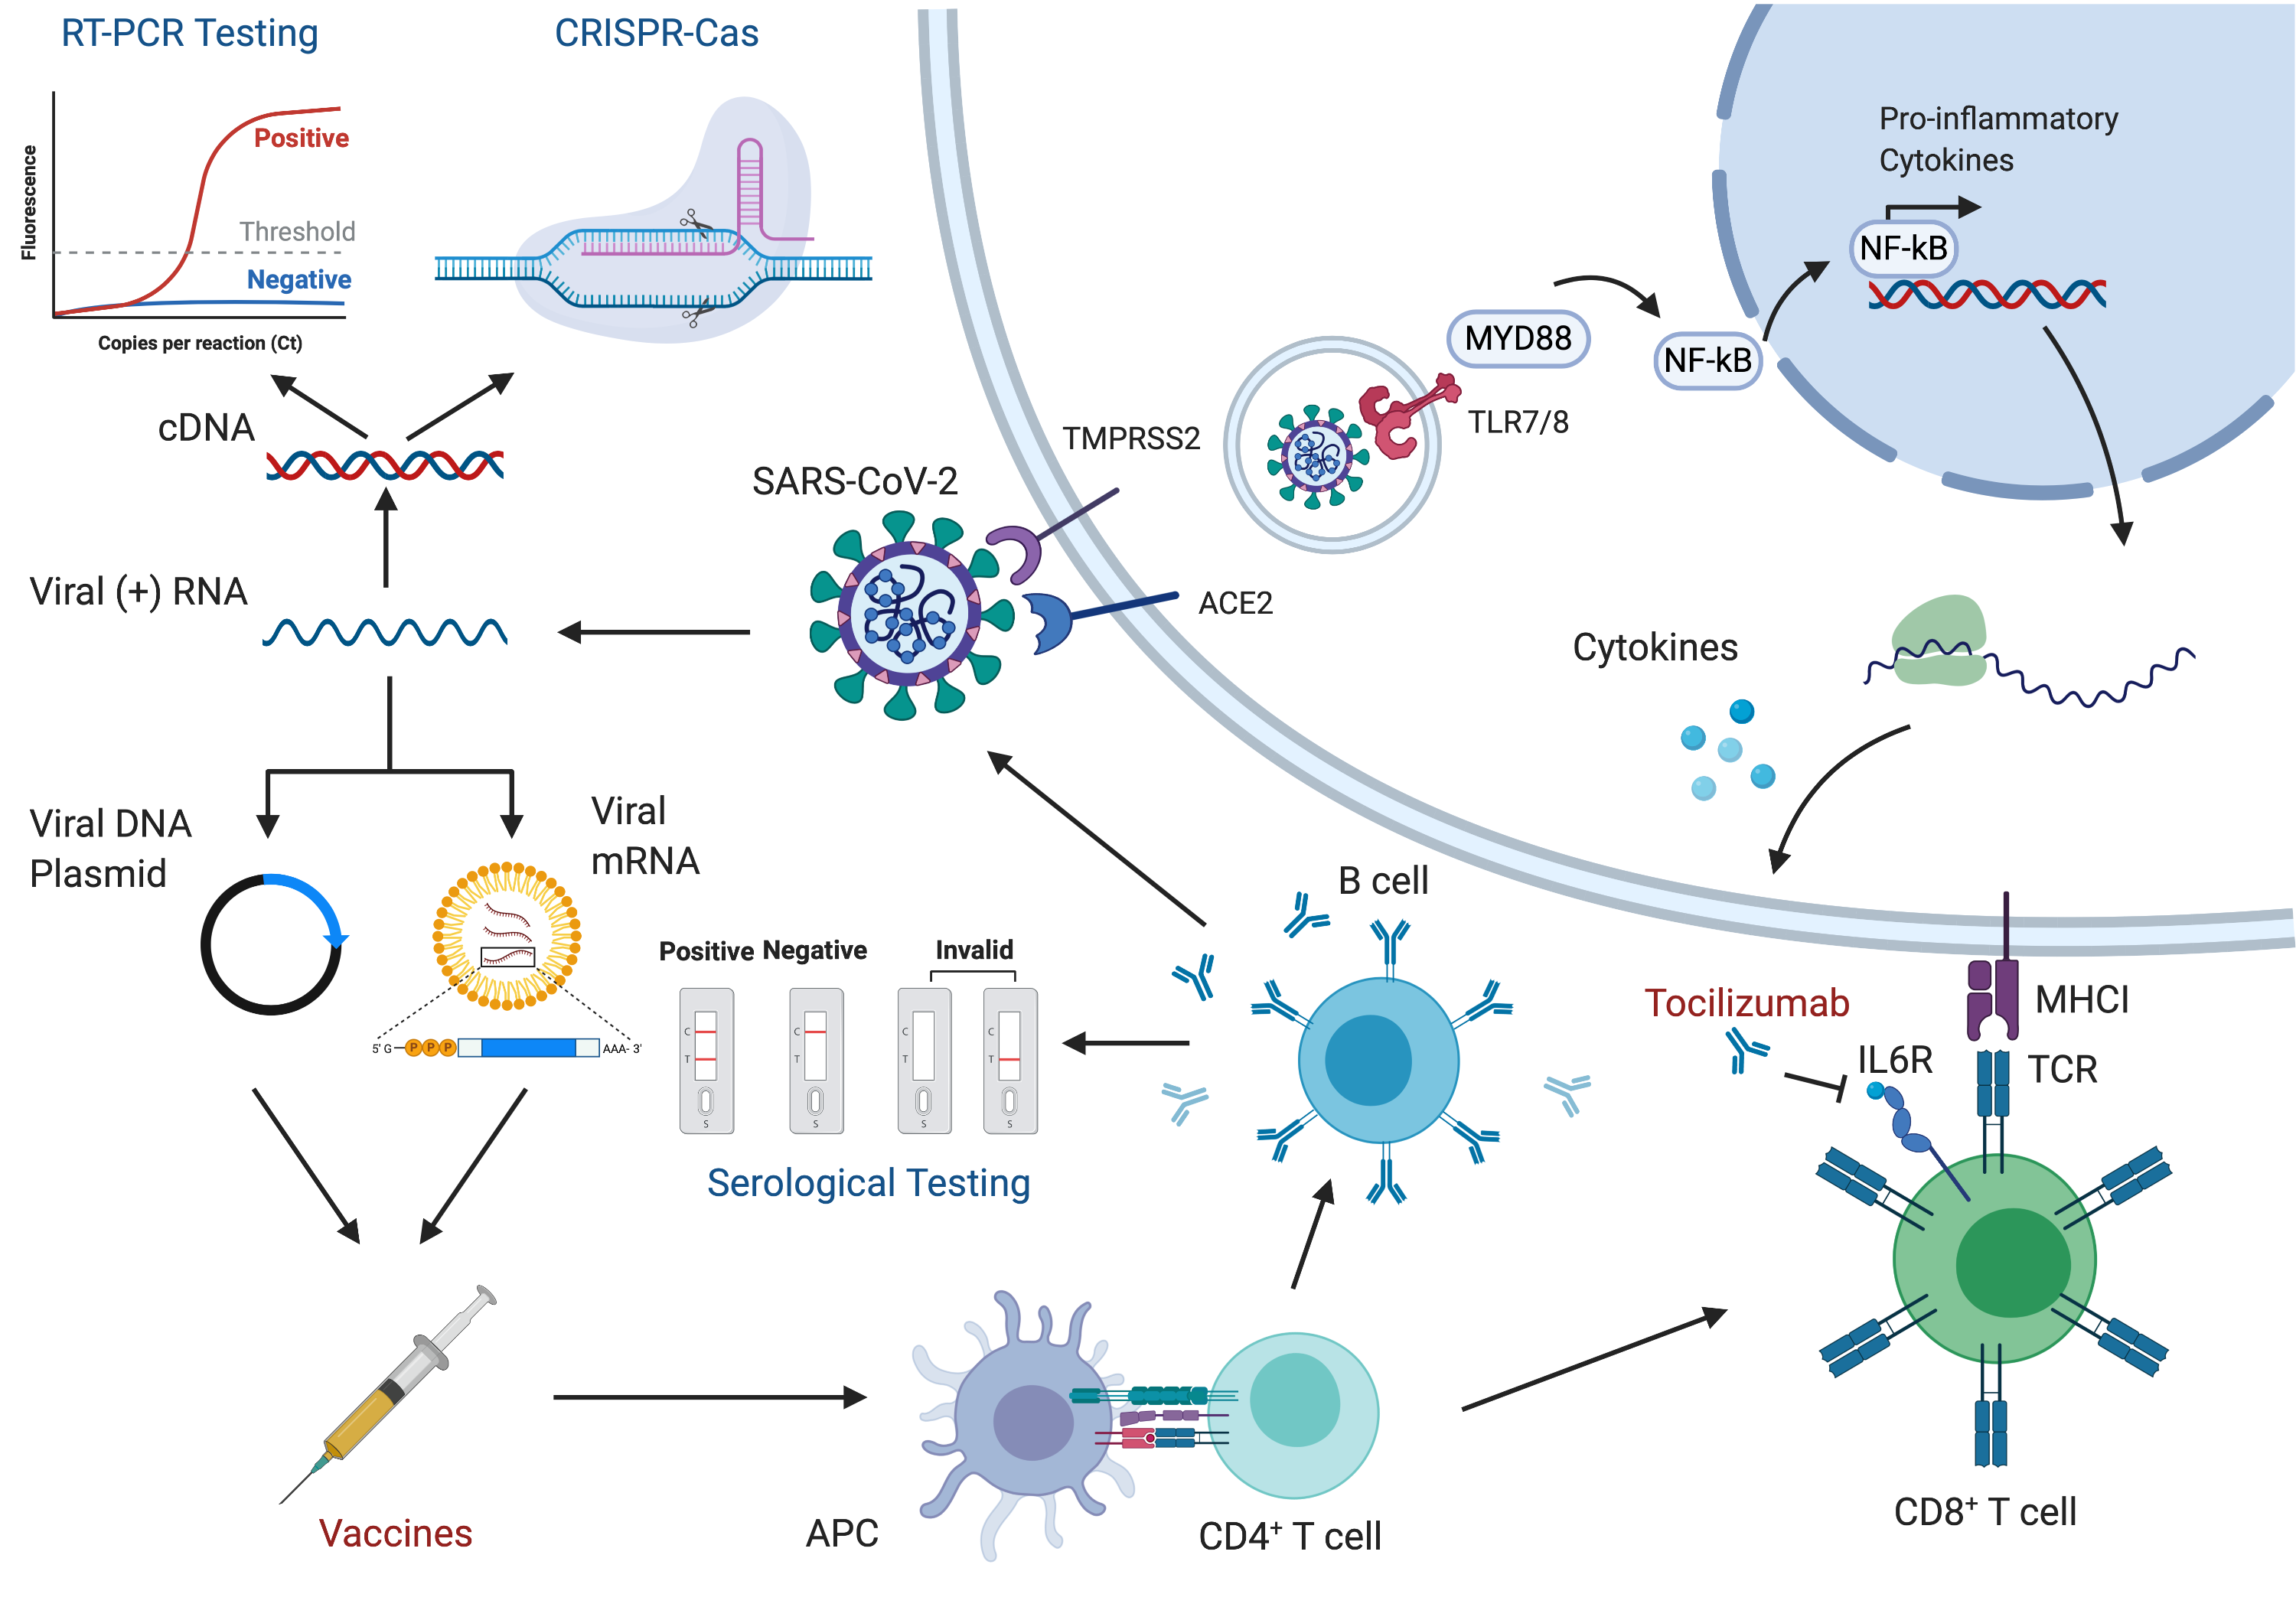 RT-PCR Testing
CRISPR-Cas
Fluorescence
Positive
Threshold
Negative
Copies per reaction (Ct)
cDNA
Viral (+) RNA
SARS-CoV-2
TMPRSS2
ACE2
TLR7/8
MYD88
NF-kB
Pro-inflammatory
Cytokines
NF-kB
Cytokines
Viral DNA
Plasmid
Viral
mRNA
5' G
P P P
AAA- 3'
Positive Negative Invalid
C C C C
T T T T
S S S S
Serological Testing
B cell
Tocilizumab
IL6R
MHCI
TCR
Vaccines
APC
CD4+ T cell
CD8+ T cell